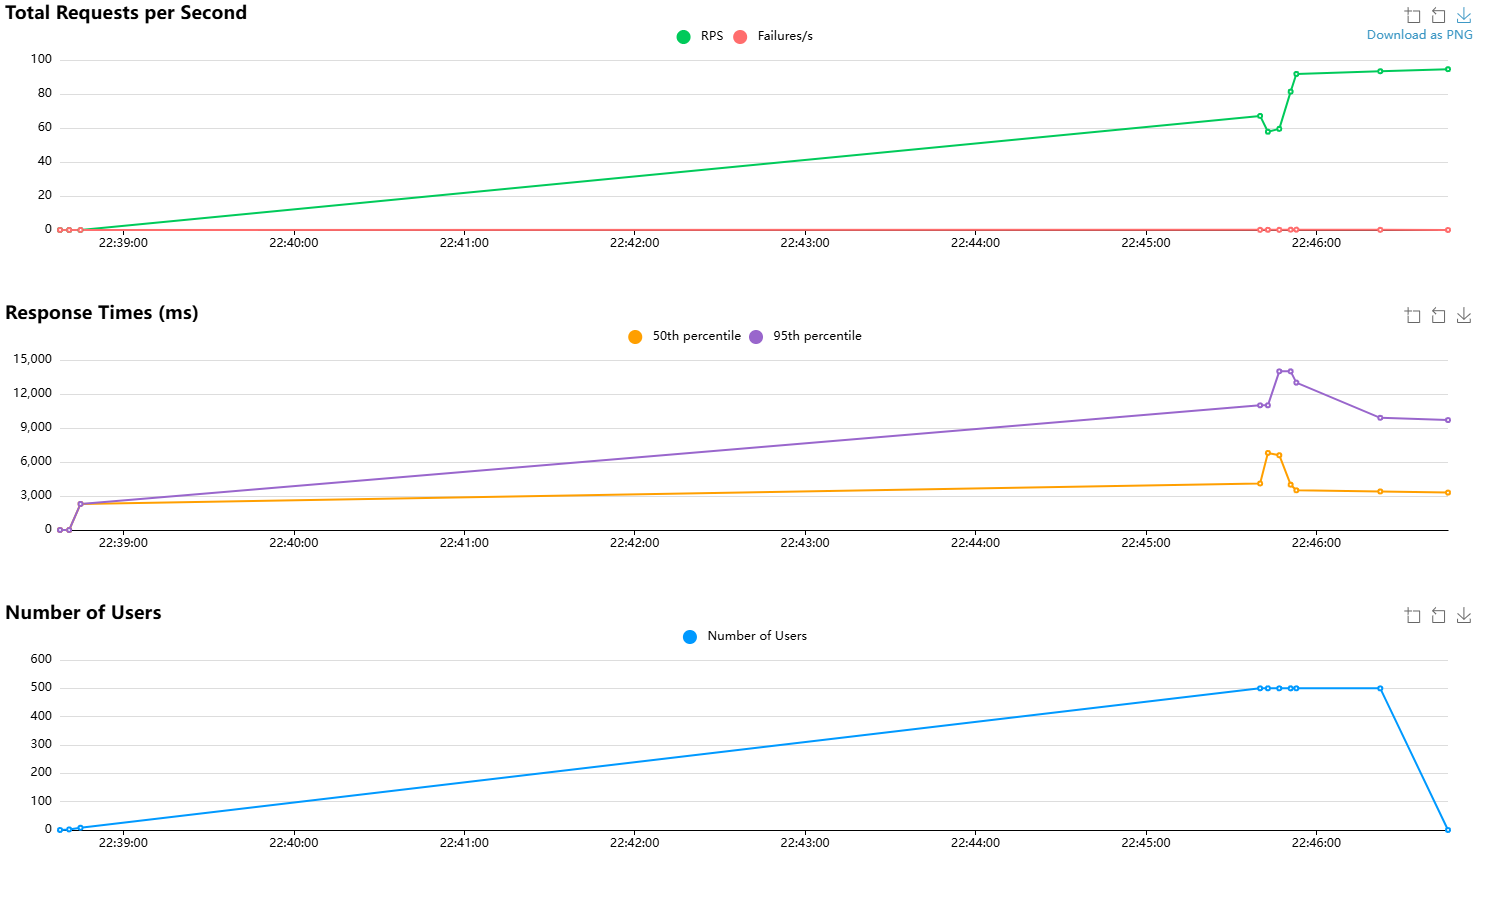 Total Requests per Second
Download as PNG
RPS Failures/s
100
80
60
40
20
0
22:39:00 22:40:00 22:41:00 22:42:00 22:43:00 22:44:00 22:45:00 22:46:00
Response Times (ms)
50th percentile 95th percentile
15,000
12,000
9,000
6,000
3,000
0
22:39:00 22:40:00 22:41:00 22:42:00 22:43:00 22:44:00 22:45:00 22:46:00
Number of Users
Number of Users
600
500
400
300
200
100
0
22:39:00 22:40:00 22:41:00 22:42:00 22:43:00 22:44:00 22:45:00 22:46:00